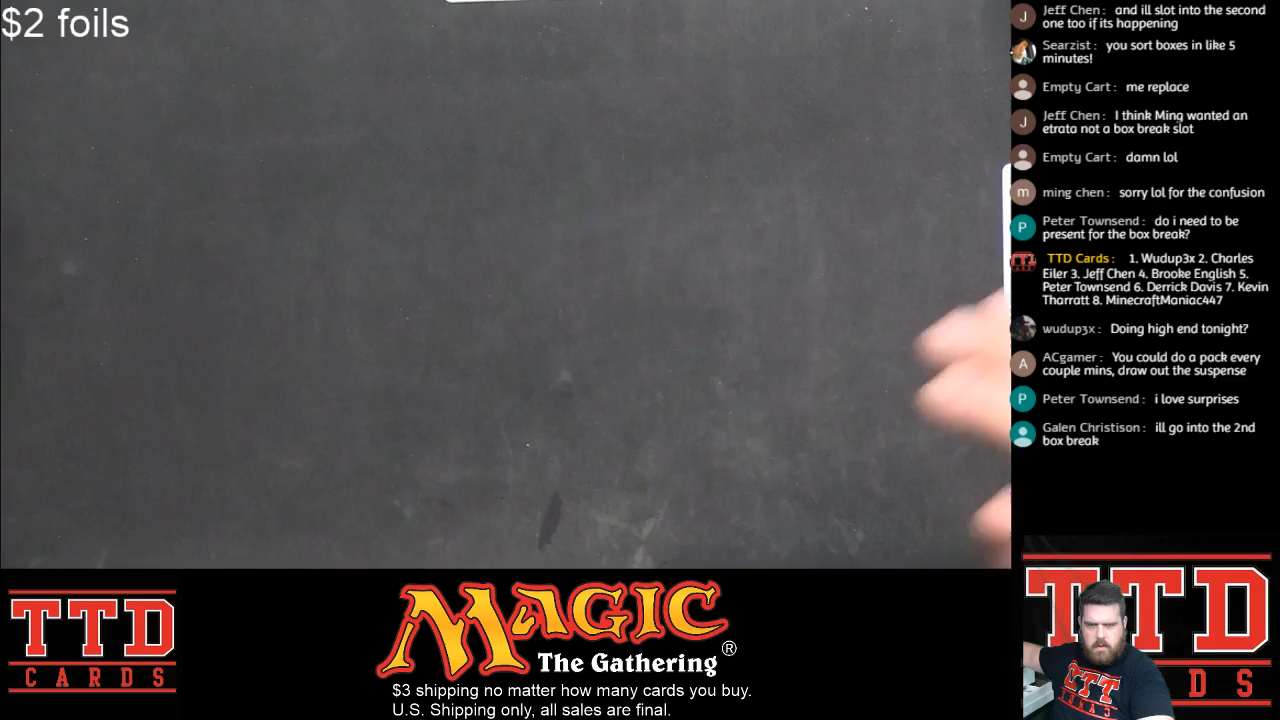 $2 foils
Jeff Chen : and ill slot into the second
one too if its happening
Searzist : you sort boxes in like 5
minutes!
Empty Cart : me replace
Jeff Chen : I think Ming wanted an
etrata not a box break slot
Empty Cart : damn lol
ming chen : sorry lol for the confusion
Peter Townsend : do i need to be
present for the box break?
TTD Cards : 1. Wudup3x 2. Charles
Eiler 3. Jeff Chen 4. Brooke English 5.
Peter Townsend 6. Derrick Davis 7. Kevin
Tharratt 8. MinecraftManiac447
wudup3x : Doing high end tonight?
ACgamer : You could do a pack every
couple mins, draw out the suspense
Peter Townsend : i love surprises
Galen Christison : ill go into the 2nd
box break
TTD
CARDS
MAGIC
The Gathering®
$3 shipping no matter how many cards you buy.
U.S. Shipping only, all sales are final.
TTD
DS